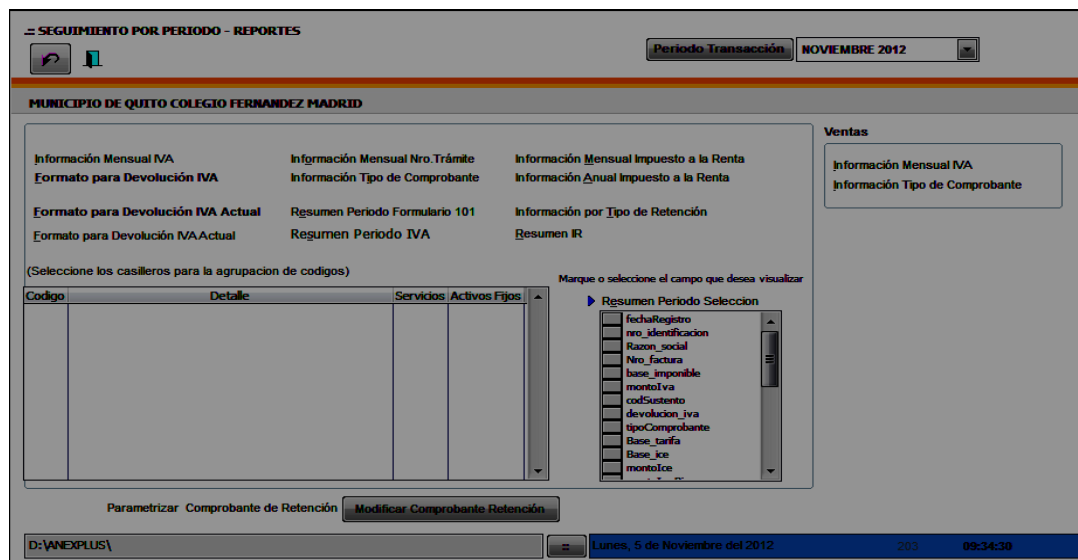 .:: SEGUIMIENTO POR PERIODO - REPORTES
Periodo Transacción NOVIEMBRE 2012
MUNICIPIO DE QUITO COLEGIO FERNANDEZ MADRID
Información Mensual IVA Información Mensual Nro.Trámite Información Mensual Impuesto a la Renta
Formato para Devolución IVA Información Tipo de Comprobante Información Anual Impuesto a la Renta
Formato para Devolución IVA Actual Resumen Periodo Formulario 101 Información por Tipo de Retención
Formato para Devolución IVA Actual Resumen Periodo IVA Resumen IR
Ventas
Información Mensual IVA
Información Tipo de Comprobante
(Seleccione los casilleros para la agrupacion de codigos)
Codigo Detalle Servicios Activos Fijos
Marque o seleccione el campo que desea visualizar
Resumen Periodo Seleccion
fechaRegistro
nro_identificacion
Razon_social
Nro_factura
base_imponible
montoIva
codSustento
devolucion_iva
tipoComprobante
Base_tarifa
Base_ice
montoIce
Parametrizar Comprobante de Retención Modificar Comprobante Retención
D:\ANEXPLUS\ :: Lunes, 5 de Noviembre del 2012 203 09:34:30